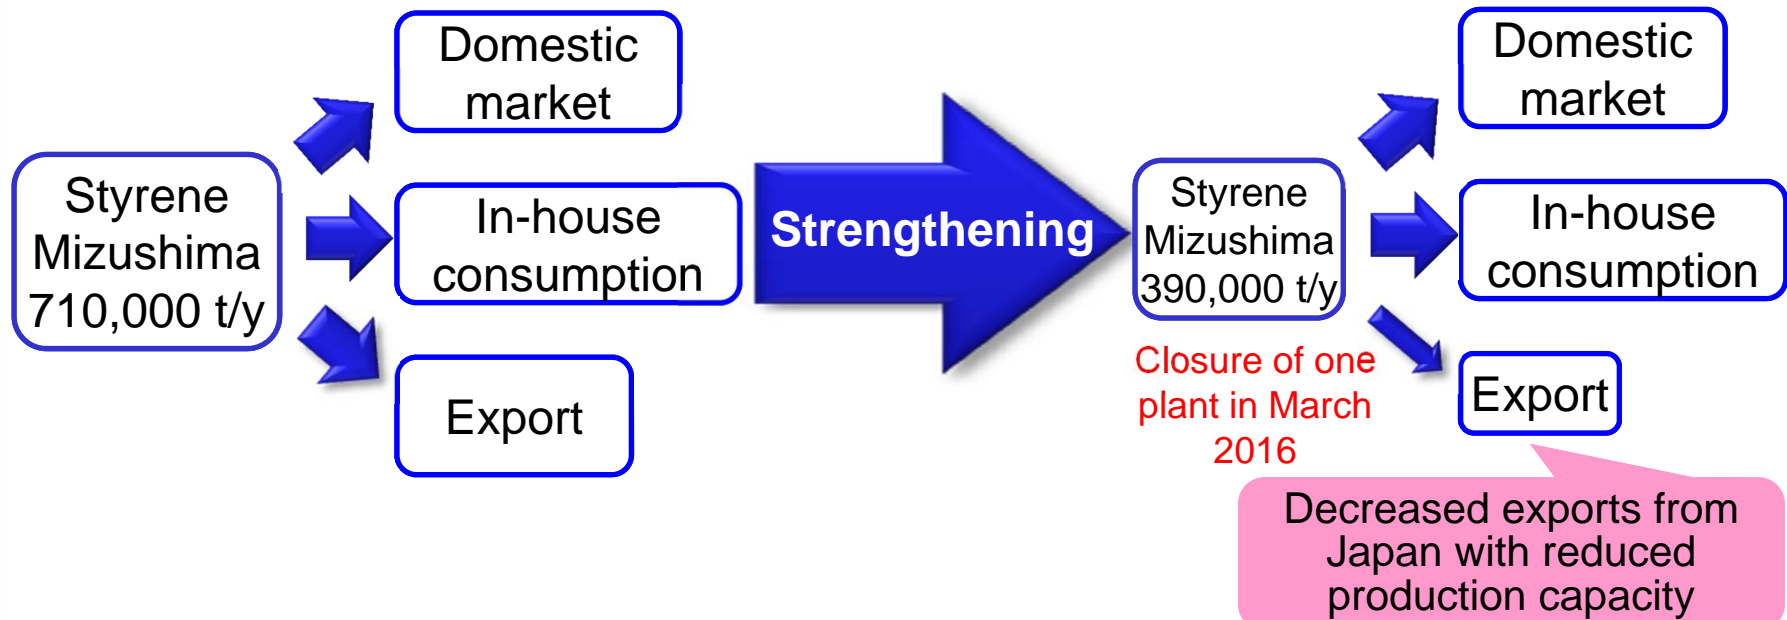 Domestic
market
Styrene
Mizushima
710,000 t/y
In-house
consumption
Export
Strengthening
Domestic
market
Styrene
Mizushima
390,000 t/y
In-house
consumption
Closure of one
plant in March
2016
Export
Decreased exports from
Japan with reduced
production capacity